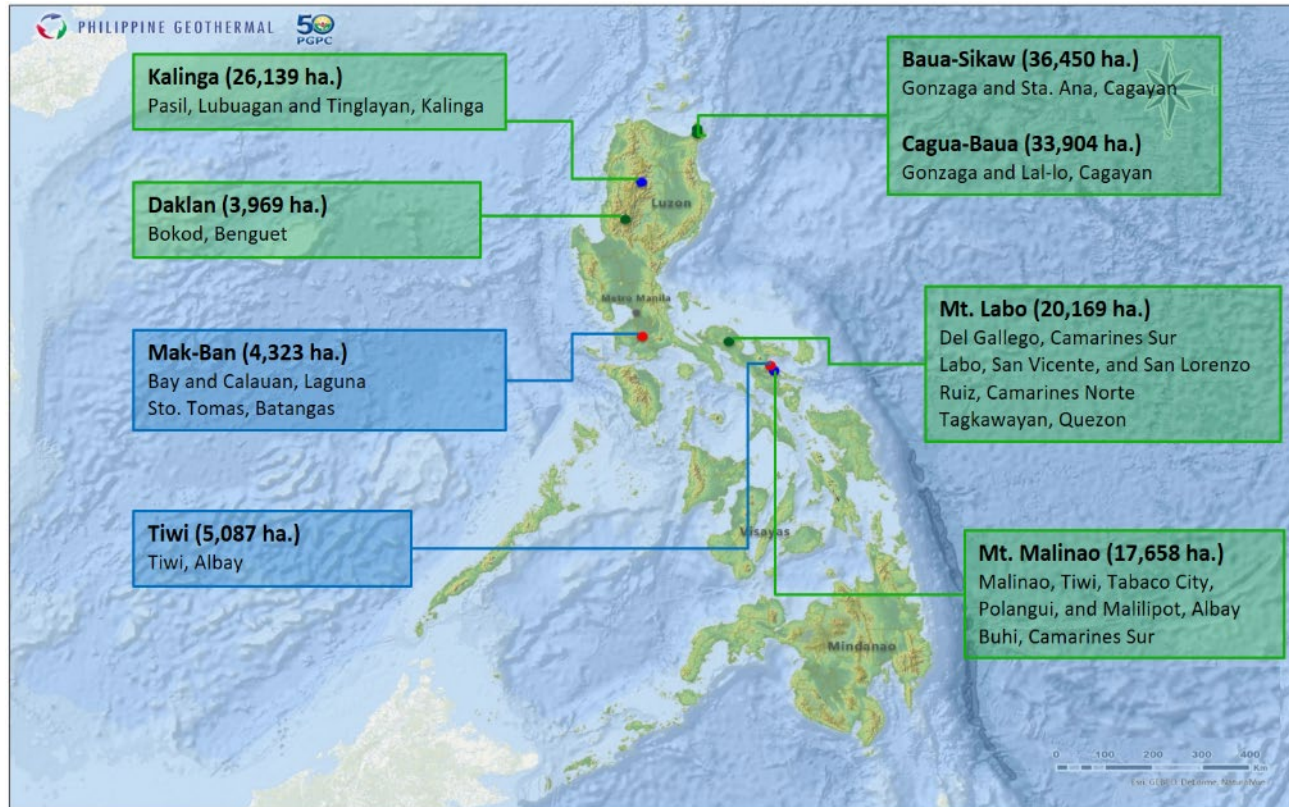 PHILIPPINE GEOTHERMAL
50
PGPC
Kalinga (26,139 ha.)
Pasil, Lubuagan and Tinglayan, Kalinga
Daklan (3,969 ha.)
Bokod, Benguet
Mak-Ban (4,323 ha.)
Bay and Calauan, Laguna
Sto. Tomas, Batangas
Tiwi (5,087 ha.)
Tiwi, Albay
Baua-Sikaw (36,450 ha.)
Gonzaga and Sta. Ana, Cagayan
Cagua-Baua (33,904 ha.)
Gonzaga and Lal-lo, Cagayan
Mt. Labo (20,169 ha.)
Del Gallego, Camarines Sur
Labo, San Vicente, and San Lorenzo
Ruiz, Camarines Norte
Tagkawayan, Quezon
Mt. Malinao (17,658 ha.)
Malinao, Tiwi, Tabaco City,
Polangui, and Malilipot, Albay
Buhi, Camarines Sur
Luzon
Metro Manila
Visayas
Mindanao
0 100 200 300 400
Km
Esri, GEBCO, DeLorme, NaturalVue